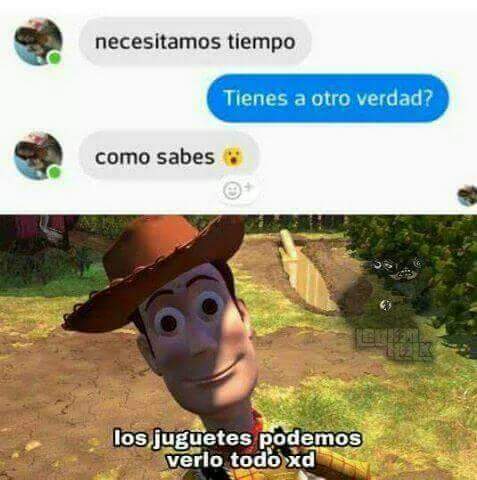 necesitamos tiempo
Tienes a otro verdad?
como sabes 😮
los juguetes podemos
verlo todo xd